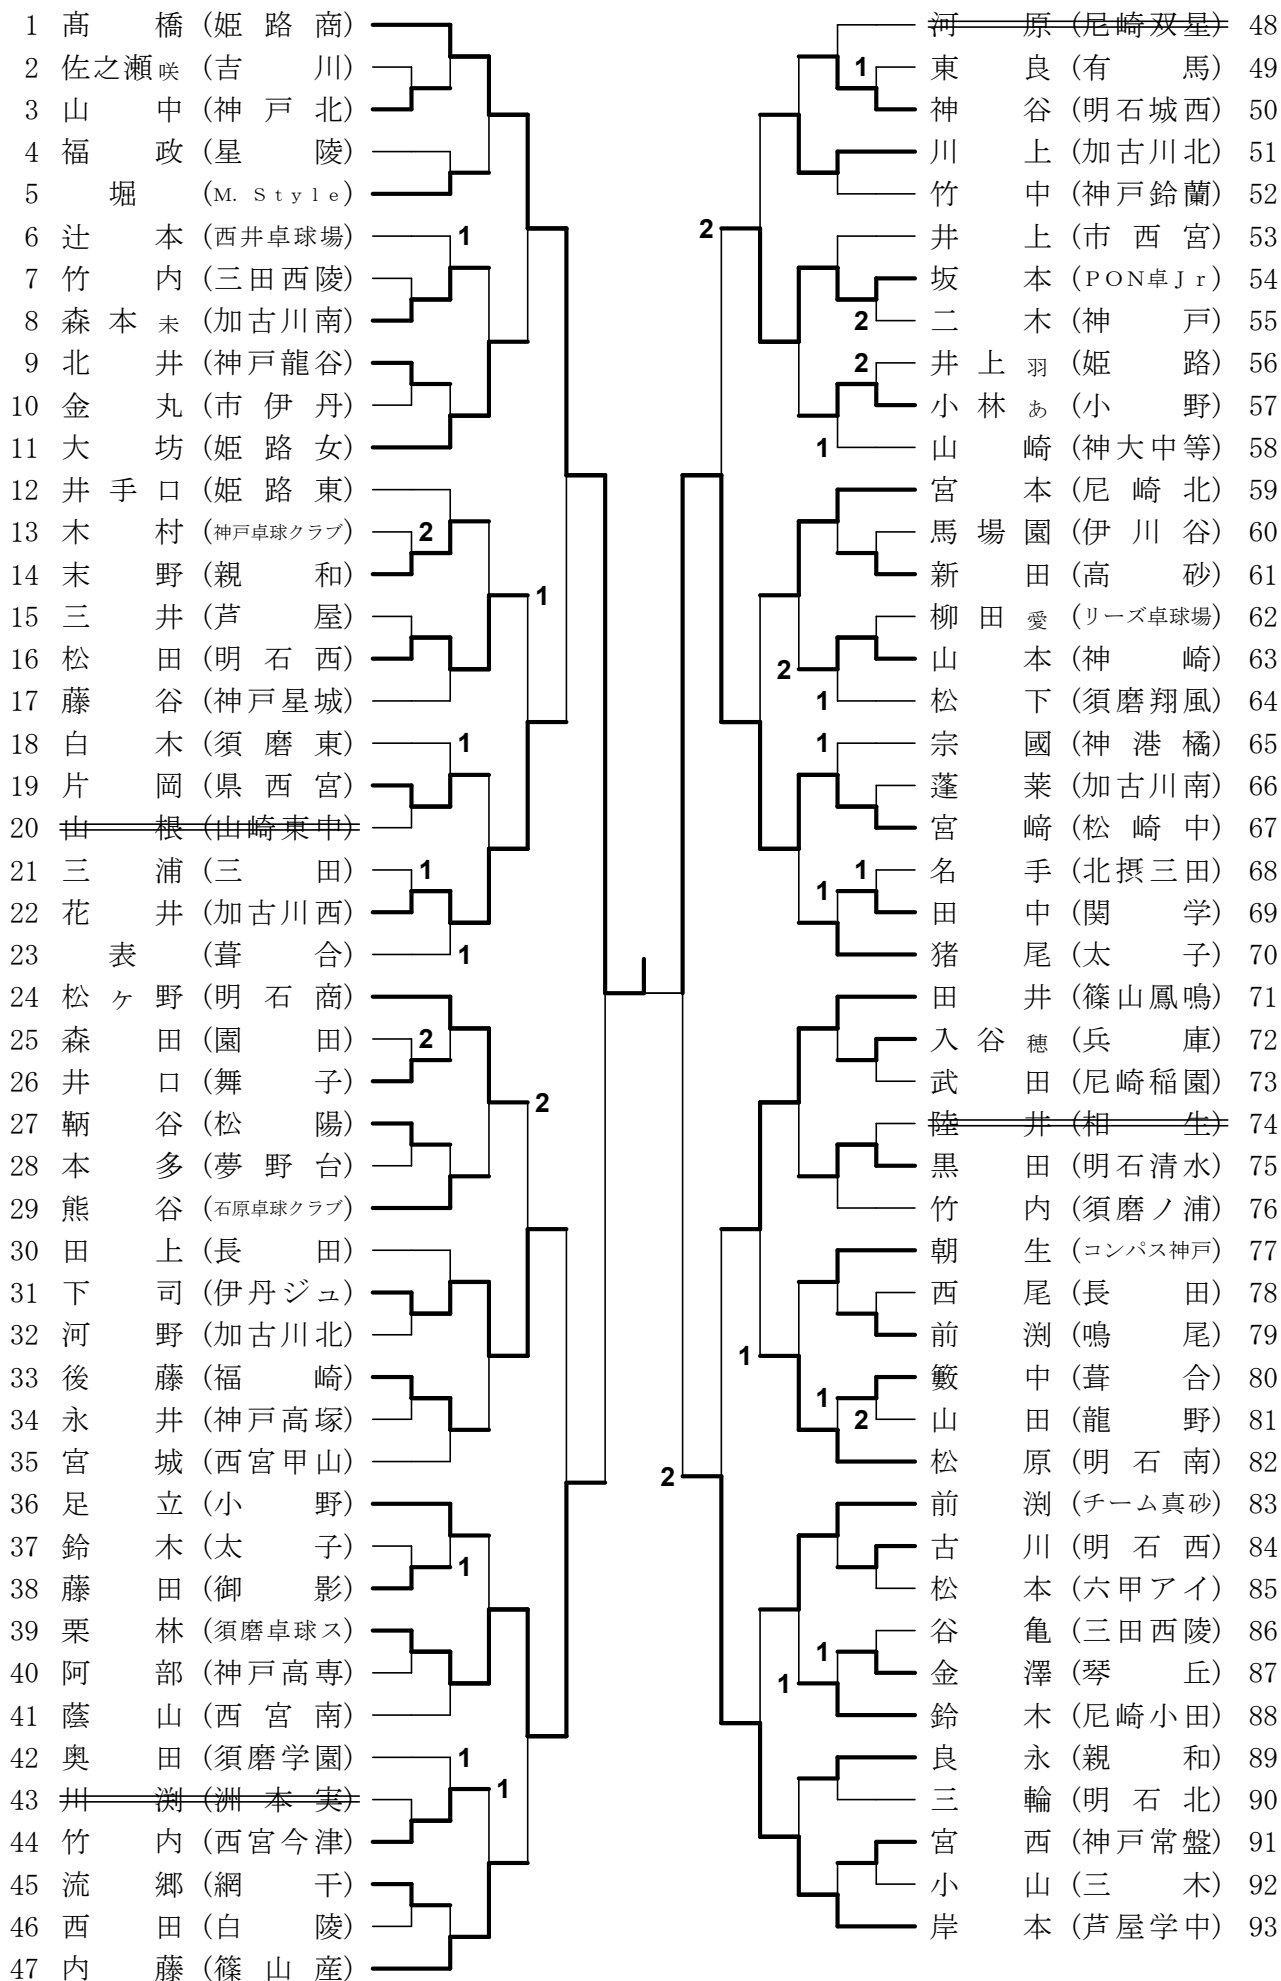 1 髙橋 (姫路商)
2 佐之瀬咲 (吉川)
3 山中 (神戸北)
4 福政 (星陵)
5 堀 (M. Style)
6 辻本 (西井卓球場) 1
7 竹内 (三田西陵)
8 森本未 (加古川南)
9 北井 (神戸龍谷)
10 金丸 (市伊丹)
11 大坊 (姫路女)
12 井手口 (姫路東)
13 木村 (神戸卓球クラブ) 2
14 末野 (親和)
1
15 三井 (芦屋)
16 松田 (明石西)
17 藤谷 (神戸星城)
18 白木 (須磨東) 1
19 片岡 (県西宮)
20 山根 (山崎東中)
21 三浦 (三田) 1
22 花井 (加古川西)
23 表 (葺合) 1
24 松ヶ野 (明石商)
25 森田 (園田) 2
26 井口 (舞子)
2
27 鞆谷 (松陽)
28 本多 (夢野台)
29 熊谷 (石原卓球クラブ)
30 田上 (長田)
31 下司 (伊丹ジュ)
32 河野 (加古川北)
33 後藤 (福崎)
34 永井 (神戸高塚)
35 宮城 (西宮甲山)
36 足立 (小野)
37 鈴木 (太子) 1
38 藤田 (御影)
39 栗林 (須磨卓球ス)
40 阿部 (神戸高専)
41 蔭山 (西宮南)
42 奥田 (須磨学園) 1
43 川渕 (洲本実) 1
44 竹内 (西宮今津)
45 流郷 (網干)
46 西田 (白陵)
47 内藤 (篠山産)
河原 (尼崎双星) 48
1 東良 (有馬) 49
神谷 (明石城西) 50
川上 (加古川北) 51
竹中 (神戸鈴蘭) 52
2 井上 (市西宮) 53
坂本 (PON卓Jr) 54
2 二木 (神戸) 55
2 井上羽 (姫路) 56
小林あ (小野) 57
1 山崎 (神大中等) 58
宮本 (尼崎北) 59
馬場園 (伊川谷) 60
新田 (高砂) 61
柳田愛 (リーズ卓球場) 62
2 山本 (神崎) 63
1 松下 (須磨翔風) 64
1 宗國 (神港橘) 65
蓬莱 (加古川南) 66
宮﨑 (松崎中) 67
1 名手 (北摂三田) 68
1 田中 (関学) 69
猪尾 (太子) 70
田井 (篠山鳳鳴) 71
入谷穂 (兵庫) 72
武田 (尼崎稲園) 73
陸井 (相生) 74
黒田 (明石清水) 75
竹内 (須磨ノ浦) 76
朝生 (コンパス神戸) 77
西尾 (長田) 78
前渕 (鳴尾) 79
1
1 籔中 (葺合) 80
2 山田 (龍野) 81
2 松原 (明石南) 82
前渕 (チーム真砂) 83
古川 (明石西) 84
松本 (六甲アイ) 85
1 谷亀 (三田西陵) 86
1 金澤 (琴丘) 87
鈴木 (尼崎小田) 88
良永 (親和) 89
三輪 (明石北) 90
宮西 (神戸常盤) 91
小山 (三木) 92
岸本 (芦屋学中) 93